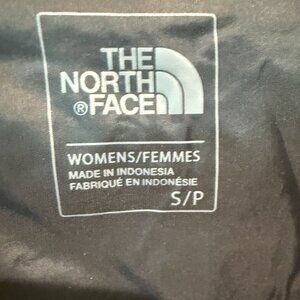 THE
NORTH
®FACE
WOMENS/FEMMES
MADE IN INDONESIA
FABRIQUÉ EN INDONÉSIE
S/P